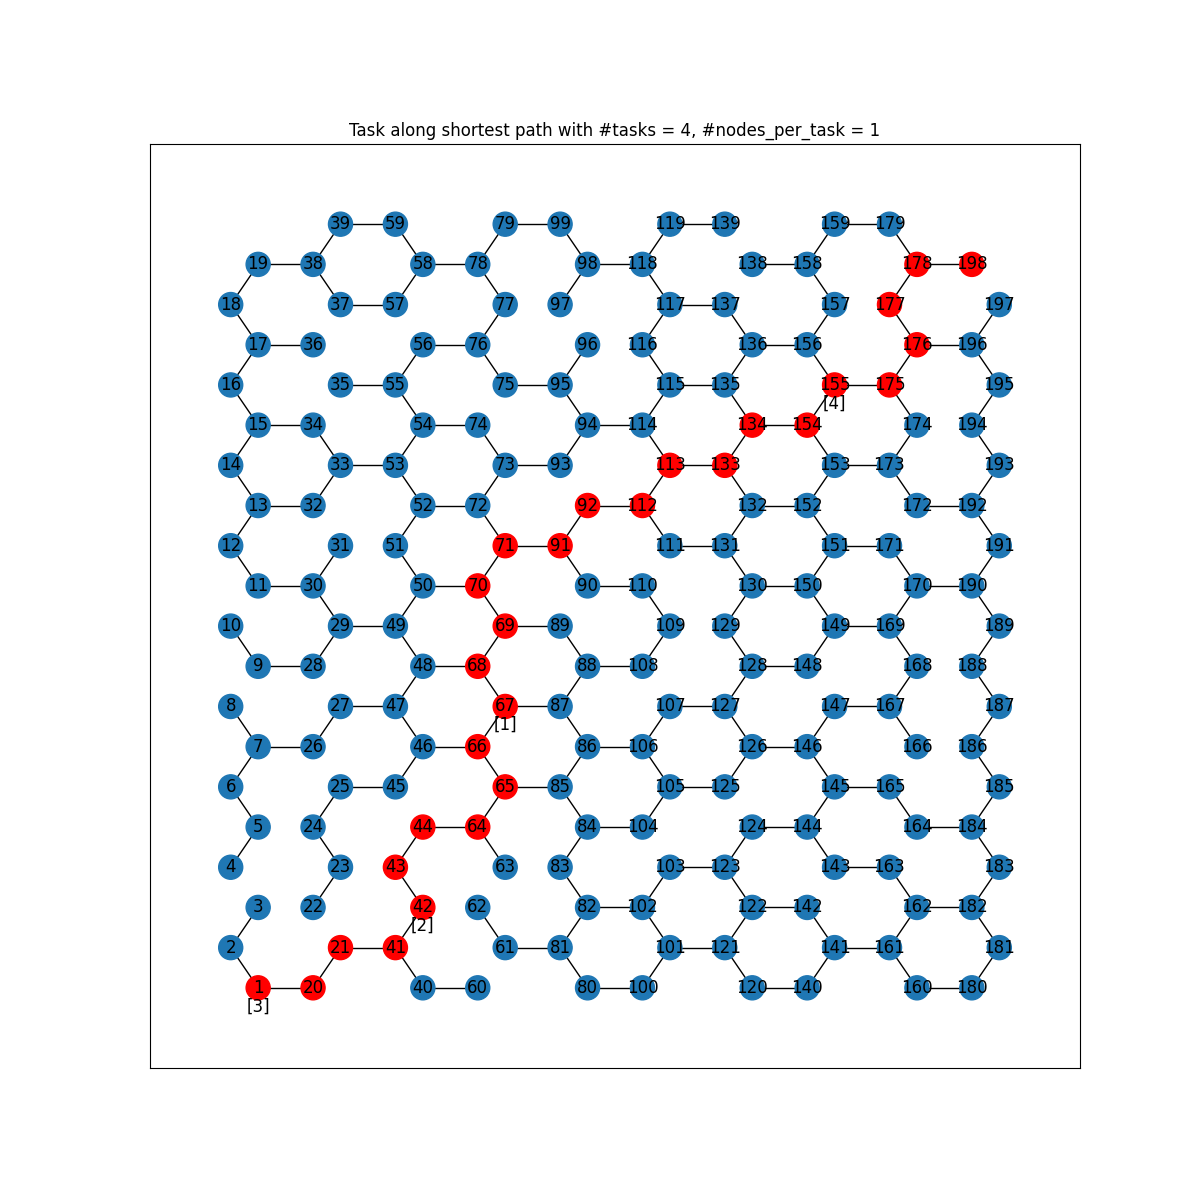 Task along shortest path with #tasks = 4, #nodes_per_task = 1
39 59 79 99 119 139 159 179
19 38 58 78 98 118 138 158 178 198
18 37 57 77 97 117 137 157 177 197
17 36 56 76 96 116 136 156 176 196
16 35 55 75 95 115 135 155 175 195
[4]
15 34 54 74 94 114 134 154 174 194
14 33 53 73 93 113 133 153 173 193
13 32 52 72 92 112 132 152 172 192
12 31 51 71 91 111 131 151 171 191
11 30 50 70 90 110 130 150 170 190
10 29 49 69 89 109 129 149 169 189
9 28 48 68 88 108 128 148 168 188
8 27 47 67 87 107 127 147 167 187
[1]
7 26 46 66 86 106 126 146 166 186
6 25 45 65 85 105 125 145 165 185
5 24 44 64 84 104 124 144 164 184
4 23 43 63 83 103 123 143 163 183
3 22 42 62 82 102 122 142 162 182
[2]
2 21 41 61 81 101 121 141 161 181
1 20 40 60 80 100 120 140 160 180
[3]